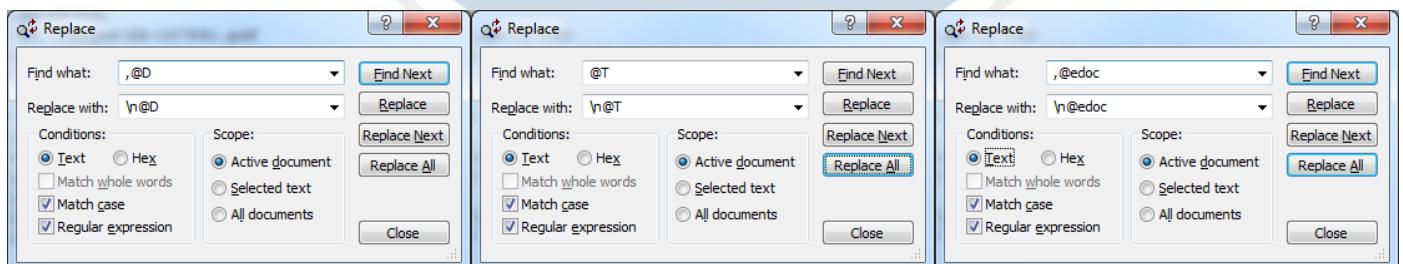 Replace
Find what: ,@D Find Next
Replace with: \n@D Replace
Conditions: Scope: Replace Next
Text Hex Active document Replace All
Match whole words Selected text
Match case All documents
Regular expression Close
Replace
Find what: @T Find Next
Replace with: \n@T Replace
Conditions: Scope: Replace Next
Text Hex Active document Replace All
Match whole words Selected text
Match case All documents
Regular expression Close
Replace
Find what: ,@edoc Find Next
Replace with: \n@edoc Replace
Conditions: Scope: Replace Next
Text Hex Active document Replace All
Match whole words Selected text
Match case All documents
Regular expression Close